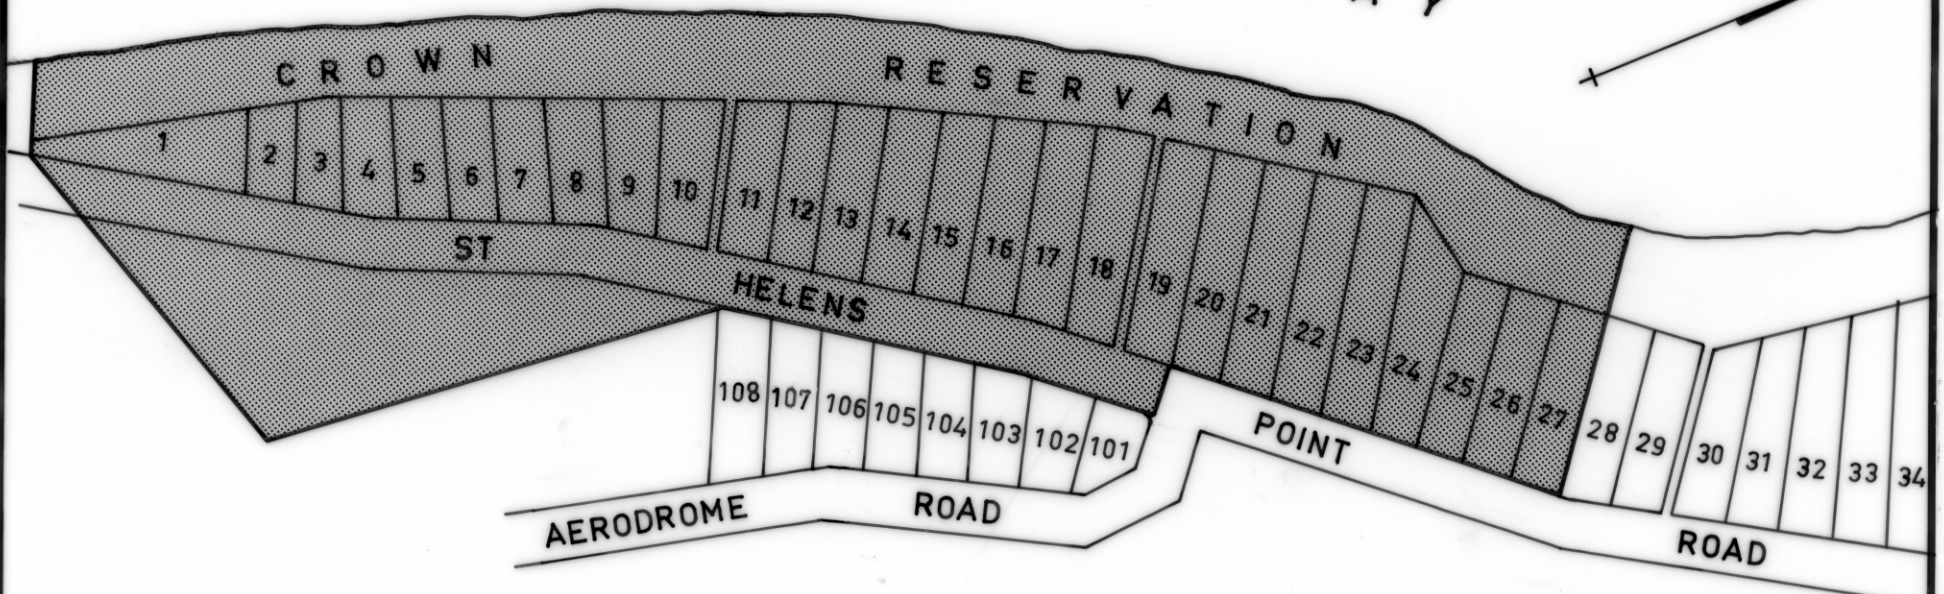 A Y
CROWN RESERVATION
1 2 3 4 5 6 7 8 9 10 11 12 13 14 15 16 17 18 19 20 21 22 23 24 25 26 27 28 29 30 31 32 33 34
ST HELENS POINT ROAD
108 107 106 105 104 103 102 101
AERODROME ROAD